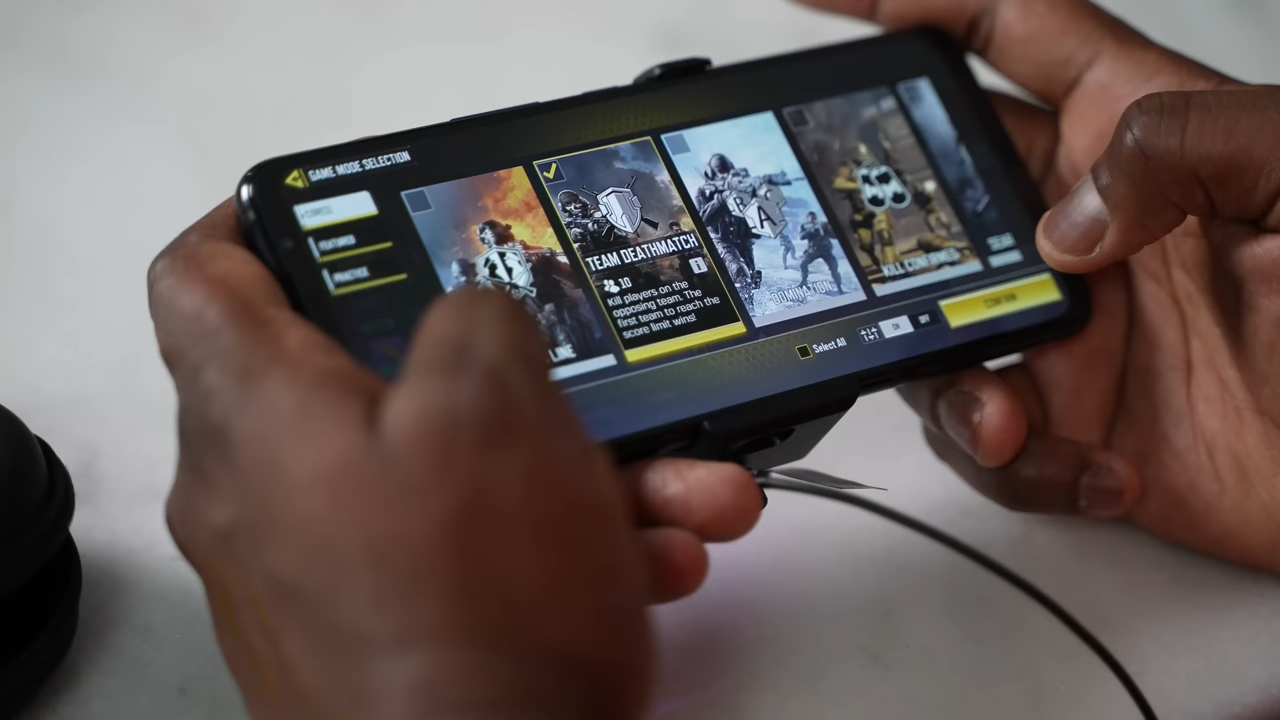 GAME MODE SELECTION
FEATURED
PRACTICE
LINE
TEAM DEATHMATCH
10
Kill players on the
opposing team. The
first team to reach the
score limit wins!
B A
DOMINATION
KILL CONFIRMED
Select All
ON
OFF
CONFIRM